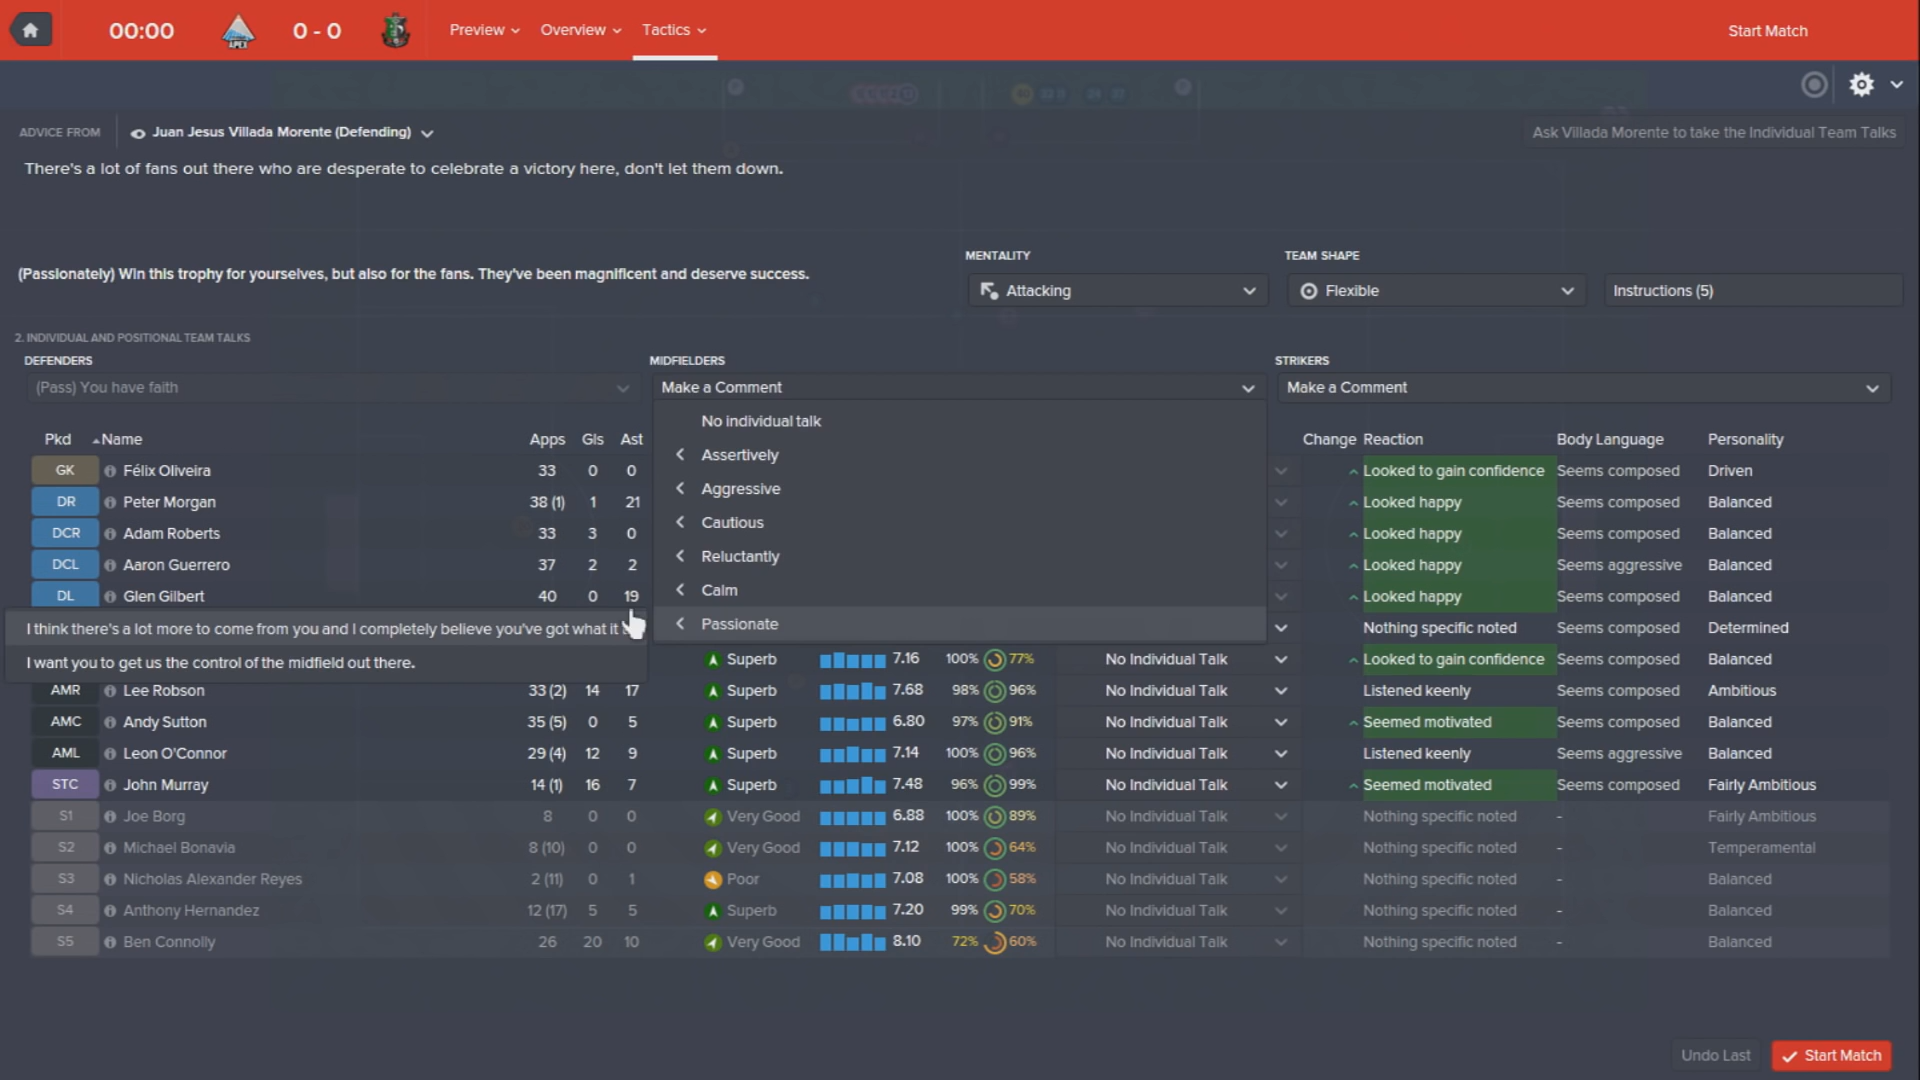 00:00
APEX
0 - 0
Preview
Overview
Tactics
Start Match
ADVICE FROM
Juan Jesus Villada Morente (Defending)
Ask Villada Morente to take the Individual Team Talks
There's a lot of fans out there who are desperate to celebrate a victory here, don't let them down.
MENTALITY
TEAM SHAPE
(Passionately) Win this trophy for yourselves, but also for the fans. They've been magnificent and deserve success.
Attacking
Flexible
Instructions (5)
2. INDIVIDUAL AND POSITIONAL TEAM TALKS
DEFENDERS
MIDFIELDERS
STRIKERS
(Pass) You have faith
Make a Comment
Make a Comment
No individual talk
Assertively
Aggressive
Cautious
Reluctantly
Calm
Passionate
Pkd Name Apps Gls Ast Change Reaction Body Language Personality
GK Félix Oliveira 33 0 0 Looked to gain confidence Seems composed Driven
DR Peter Morgan 38 (1) 1 21 Looked happy Seems composed Balanced
DCR Adam Roberts 33 3 0 Looked happy Seems composed Balanced
DCL Aaron Guerrero 37 2 2 Looked happy Seems aggressive Balanced
DL Glen Gilbert 40 0 19 Looked happy Seems composed Balanced
I think there's a lot more to come from you and I completely believe you've got what it Nothing specific noted Seems composed Determined
I want you to get us the control of the midfield out there. Superb 7.16 100% 77% No Individual Talk Looked to gain confidence Seems composed Balanced
AMR Lee Robson 33 (2) 14 17 Superb 7.68 98% 96% No Individual Talk Listened keenly Seems composed Ambitious
AMC Andy Sutton 35 (5) 0 5 Superb 6.80 97% 91% No Individual Talk Seemed motivated Seems composed Balanced
AML Leon O'Connor 29 (4) 12 9 Superb 7.14 100% 96% No Individual Talk Listened keenly Seems aggressive Balanced
STC John Murray 14 (1) 16 7 Superb 7.48 96% 99% No Individual Talk Seemed motivated Seems composed Fairly Ambitious
S1 Joe Borg 8 0 0 Very Good 6.88 100% 89% No Individual Talk Nothing specific noted - Fairly Ambitious
S2 Michael Bonavia 8 (10) 0 0 Very Good 7.12 100% 64% No Individual Talk Nothing specific noted - Temperamental
S3 Nicholas Alexander Reyes 2 (11) 0 1 Poor 7.08 100% 58% No Individual Talk Nothing specific noted - Balanced
S4 Anthony Hernandez 12 (17) 5 5 Superb 7.20 99% 70% No Individual Talk Nothing specific noted - Balanced
S5 Ben Connolly 26 20 10 Very Good 8.10 72% 60% No Individual Talk Nothing specific noted - Balanced
Undo Last
Start Match